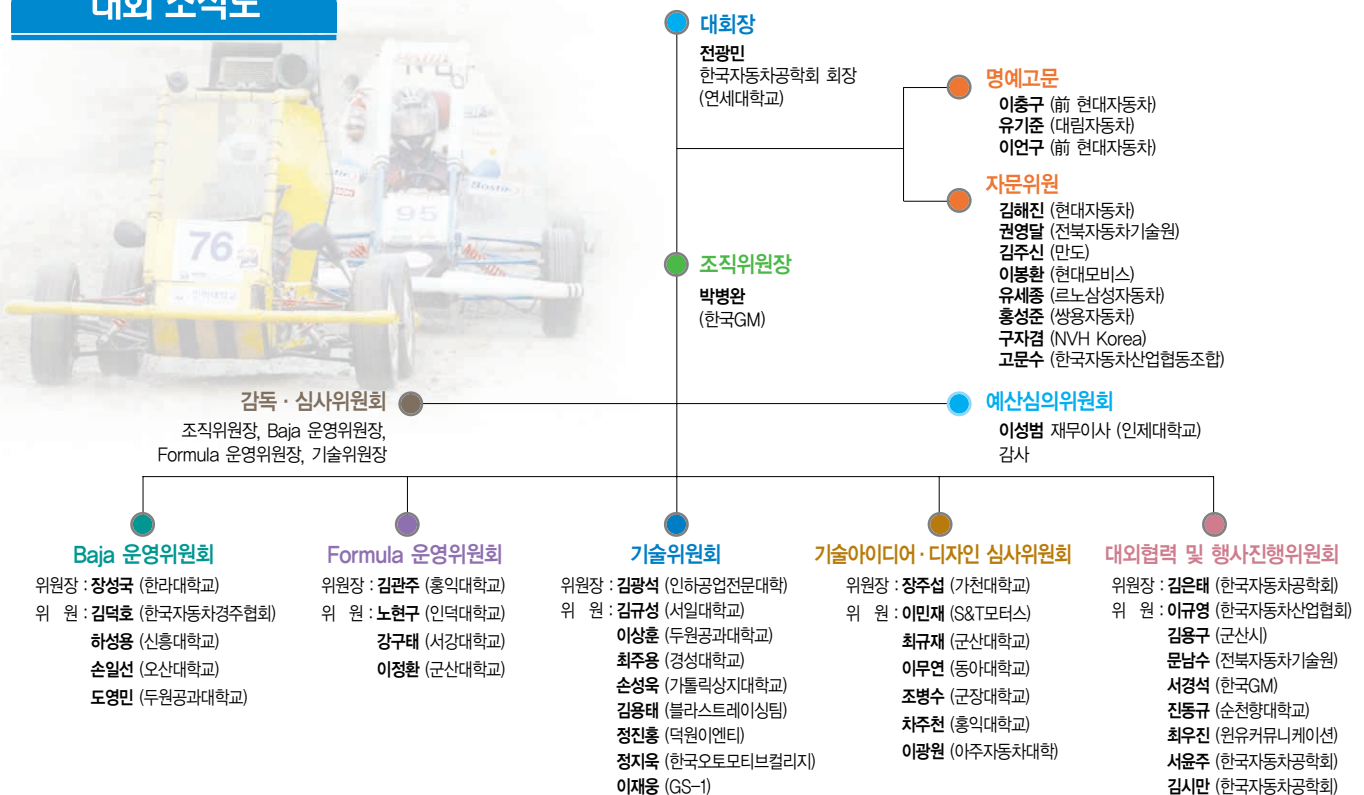 대회 조직도
대회장
전광민
한국자동차공학회 회장
(연세대학교)
명예고문
이충구 (前 현대자동차)
유기준 (대림자동차)
이언구 (前 현대자동차)
자문위원
김해진 (현대자동차)
권영달 (전북자동차기술원)
김주신 (만도)
이봉환 (현대모비스)
유세종 (르노삼성자동차)
홍성준 (쌍용자동차)
구자겸 (NVH Korea)
고문수 (한국자동차산업협동조합)
조직위원장
박병완
(한국GM)
감독 · 심사위원회
조직위원장, Baja 운영위원장,
Formula 운영위원장, 기술위원장
예산심의위원회
이성범 재무이사 (인제대학교)
감사
Baja 운영위원회
위원장 : 장성국 (한라대학교)
위 원 : 김덕호 (한국자동차경주협회)
하성용 (신흥대학교)
손일선 (오산대학교)
도영민 (두원공과대학교)
Formula 운영위원회
위원장 : 김관주 (홍익대학교)
위 원 : 노현구 (인덕대학교)
강구태 (서강대학교)
이정환 (군산대학교)
기술위원회
위원장 : 김광석 (인하공업전문대학)
위 원 : 김규성 (서일대학교)
이상훈 (두원공과대학교)
최주용 (경성대학교)
손성욱 (가톨릭상지대학교)
김용태 (블라스트레이싱팀)
정진홍 (덕원이엔티)
정지욱 (한국오토모티브컬리지)
이재웅 (GS-1)
기술아이디어 · 디자인 심사위원회
위원장 : 장주섭 (가천대학교)
위 원 : 이민재 (S&T모터스)
최규재 (군산대학교)
이무연 (동아대학교)
조병수 (군장대학교)
차주천 (홍익대학교)
이광원 (아주자동차대학)
대외협력 및 행사진행위원회
위원장 : 김은태 (한국자동차공학회)
위 원 : 이규영 (한국자동차산업협회)
김용구 (군산시)
문남수 (전북자동차기술원)
서경석 (한국GM)
진동규 (순천향대학교)
최우진 (윈유커뮤니케이션)
서윤주 (한국자동차공학회)
김시만 (한국자동차공학회)
76
95